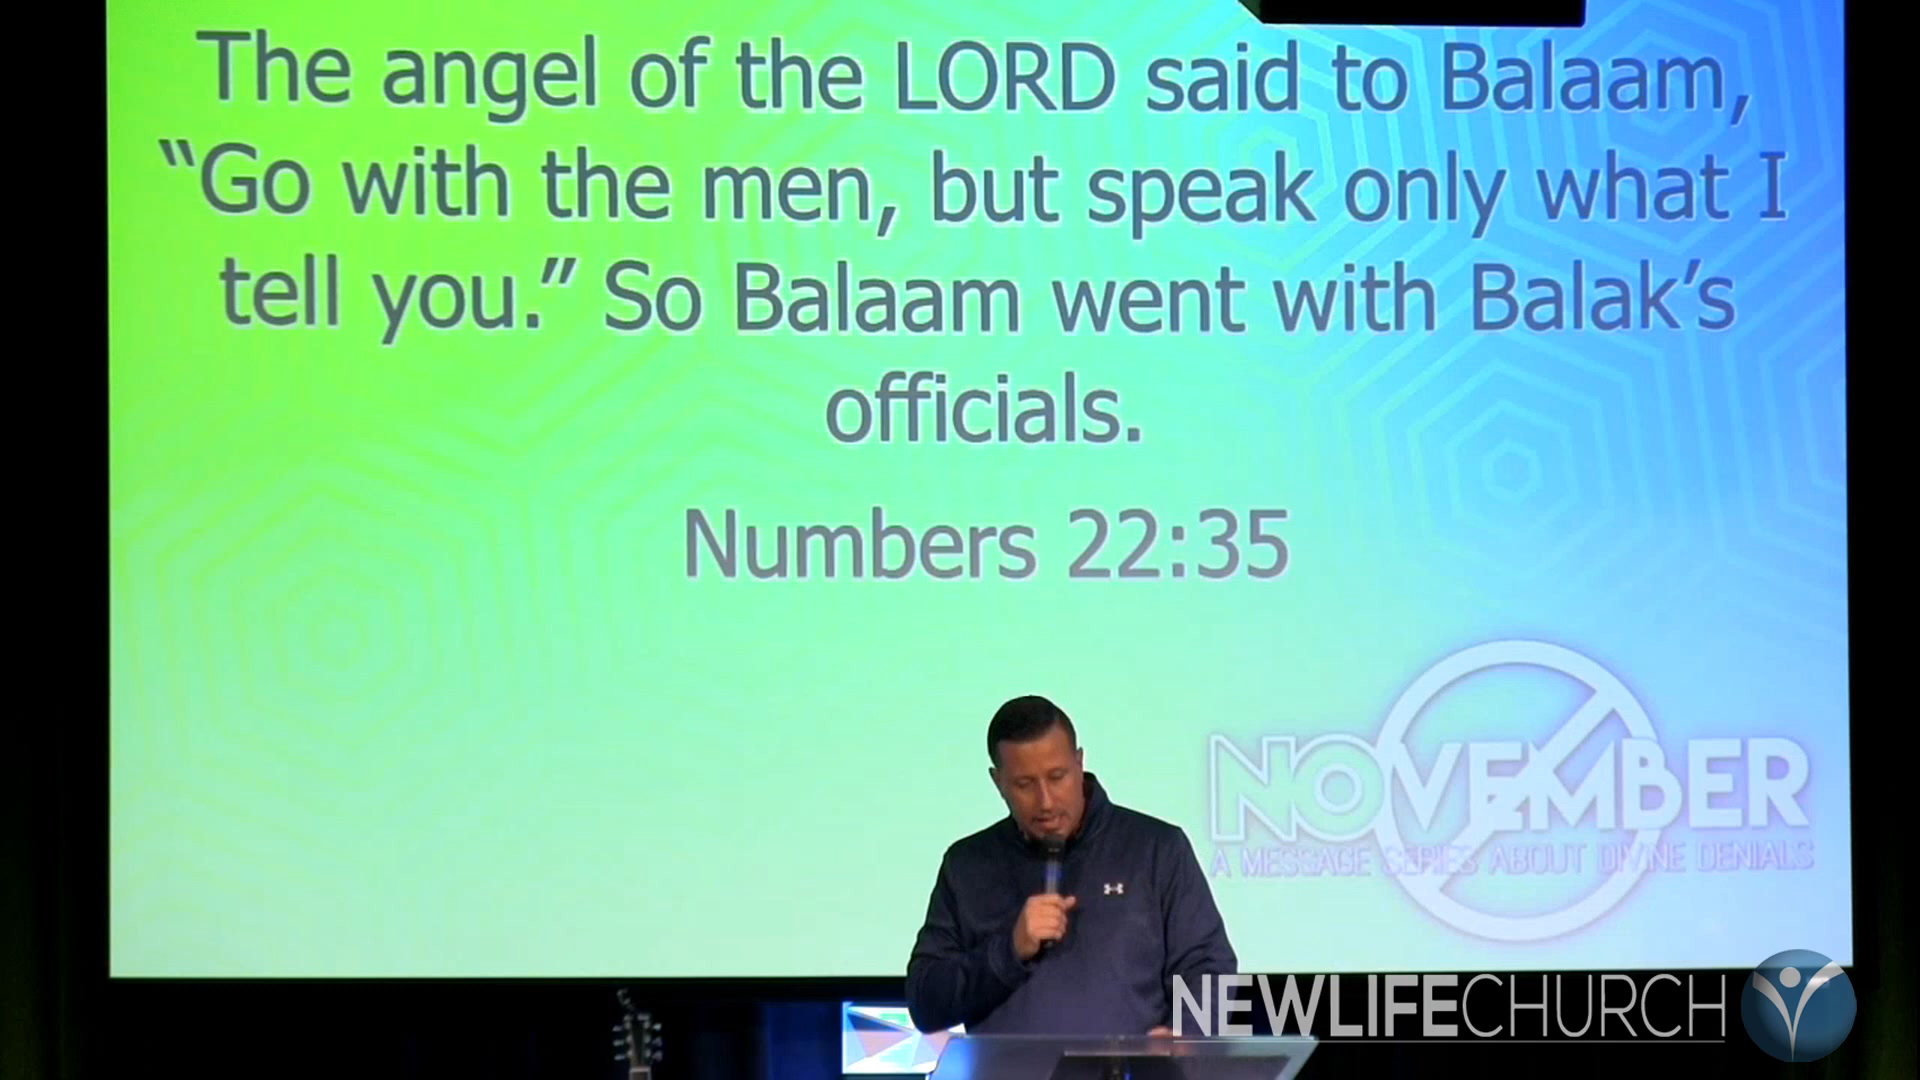 The angel of the LORD said to Balaam,
“Go with the men, but speak only what I
tell you.” So Balaam went with Balak’s
officials.
Numbers 22:35
NOVEMBER
A MESSAGE SERIES ABOUT DIVINE DENIALS
NEWLIFECHURCH